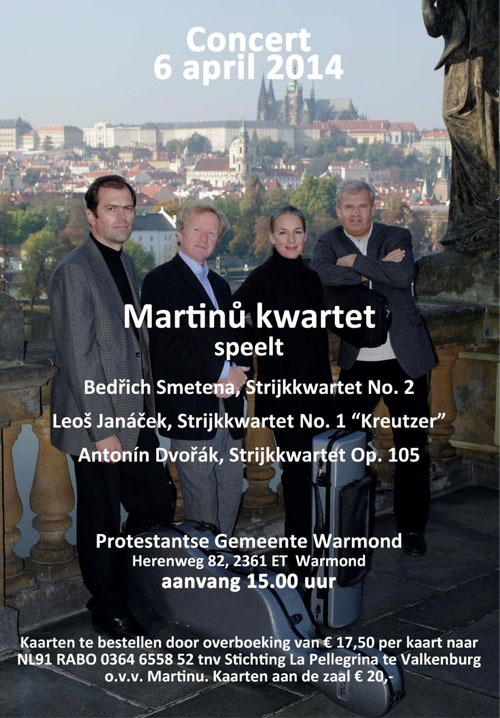 Concert
6 april 2014
Martinů kwartet
speelt
Bedřich Smetena, Strijkkwartet No. 2
Leoš Janáček, Strijkkwartet No. 1 “Kreutzer”
Antonín Dvořák, Strijkkwartet Op. 105
Protestantse Gemeente Warmond
Herenweg 82, 2361 ET Warmond
aanvang 15.00 uur
Kaarten te bestellen door overboeking van € 17,50 per kaart naar
NL91 RABO 0364 6558 52 tnv Stichting La Pellegrina te Valkenburg
o.v.v. Martinu. Kaarten aan de zaal € 20,-